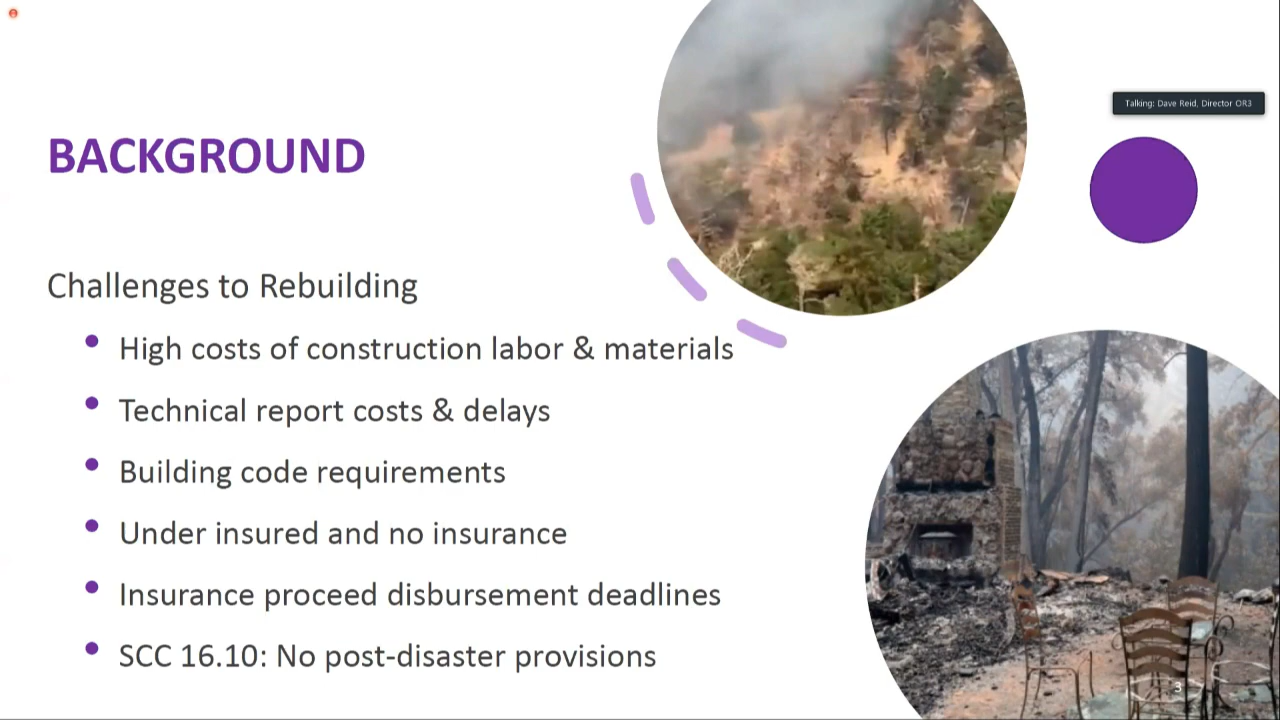 Talking: Dave Reid, Director OR3
BACKGROUND
Challenges to Rebuilding
High costs of construction labor & materials
Technical report costs & delays
Building code requirements
Under insured and no insurance
Insurance proceed disbursement deadlines
SCC 16.10: No post-disaster provisions
3